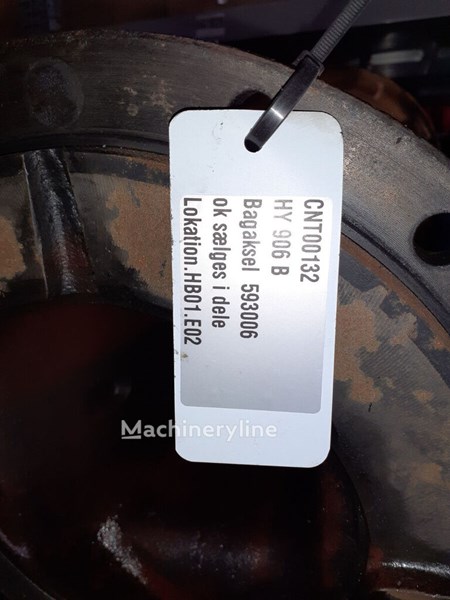 CNT00132
HY 906 B
Bagaksel 593006
ok sælges i dele
Lokation.HB01.E02
Machineryline